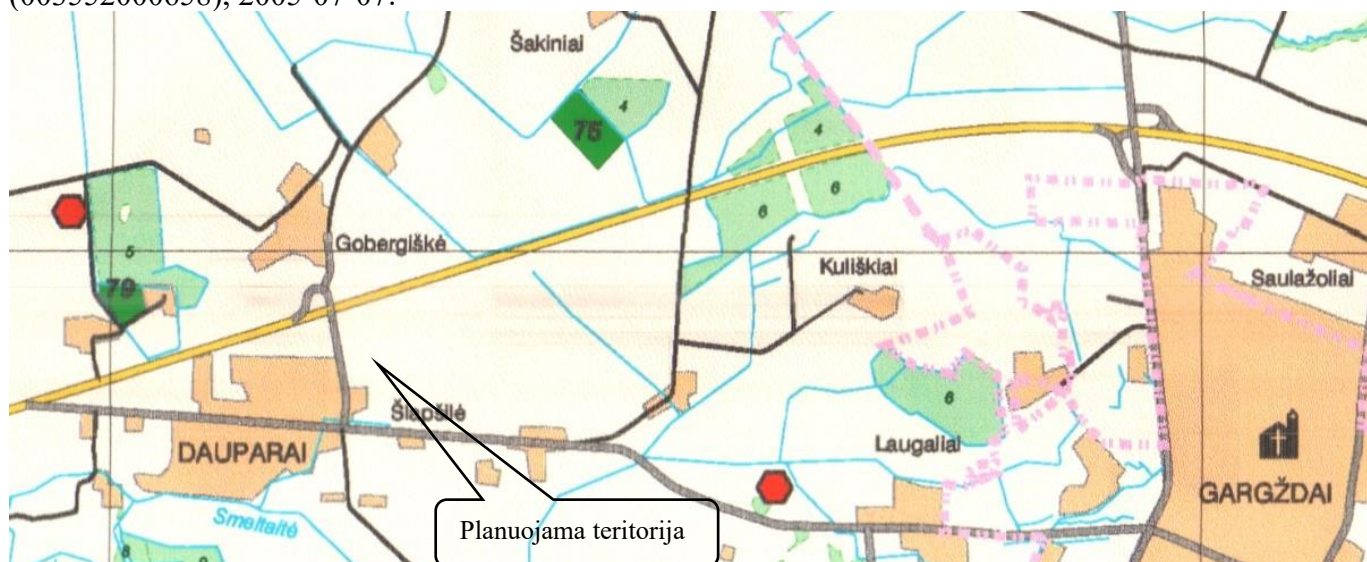 Šakiniai
4
75
4
6
6
5
79
Gobergiškė
Kuliškiai
Saulažoliai
6
Šlapšilė
DAUPARAI
Laugaliai
GARGŽDAI
Smeltaitė
Planuojama teritorija
8